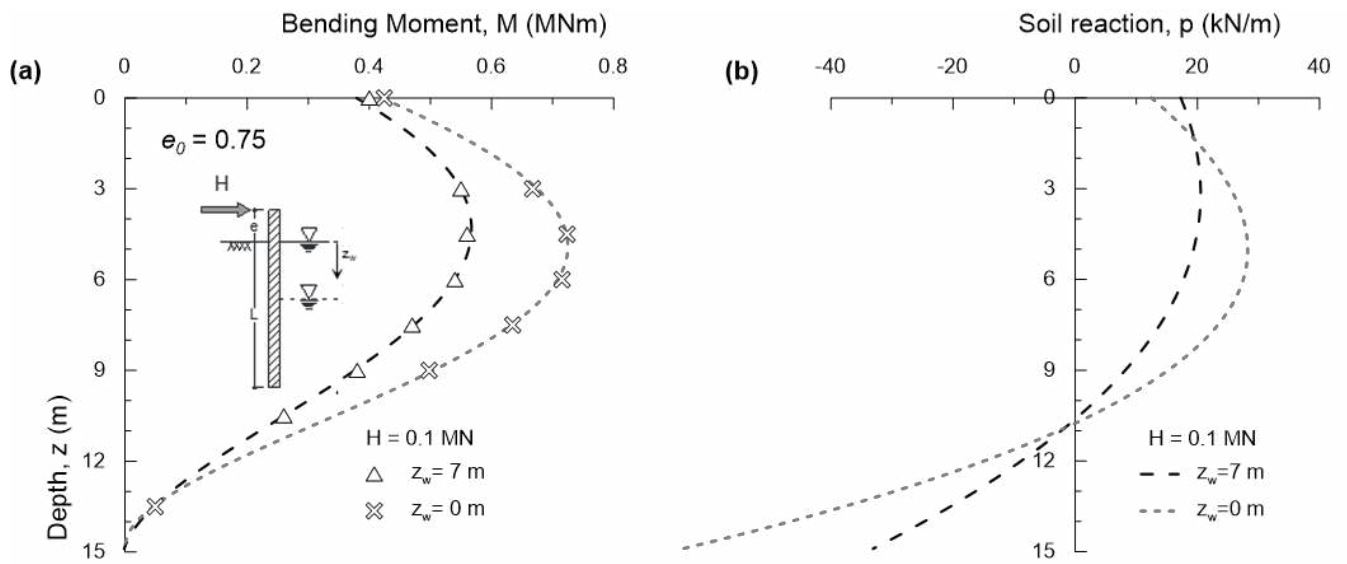 Bending Moment, M (MNm)
(a)
0 0.2 0.4 0.6 0.8
0
3
6
9
12
15
Depth, z (m)
e0 = 0.75
H
e
zw
L
H = 0.1 MN
zw= 7 m
zw= 0 m
Soil reaction, p (kN/m)
(b)
-40 -20 0 20 40
0
3
6
9
12
15
H = 0.1 MN
zw=7 m
zw=0 m